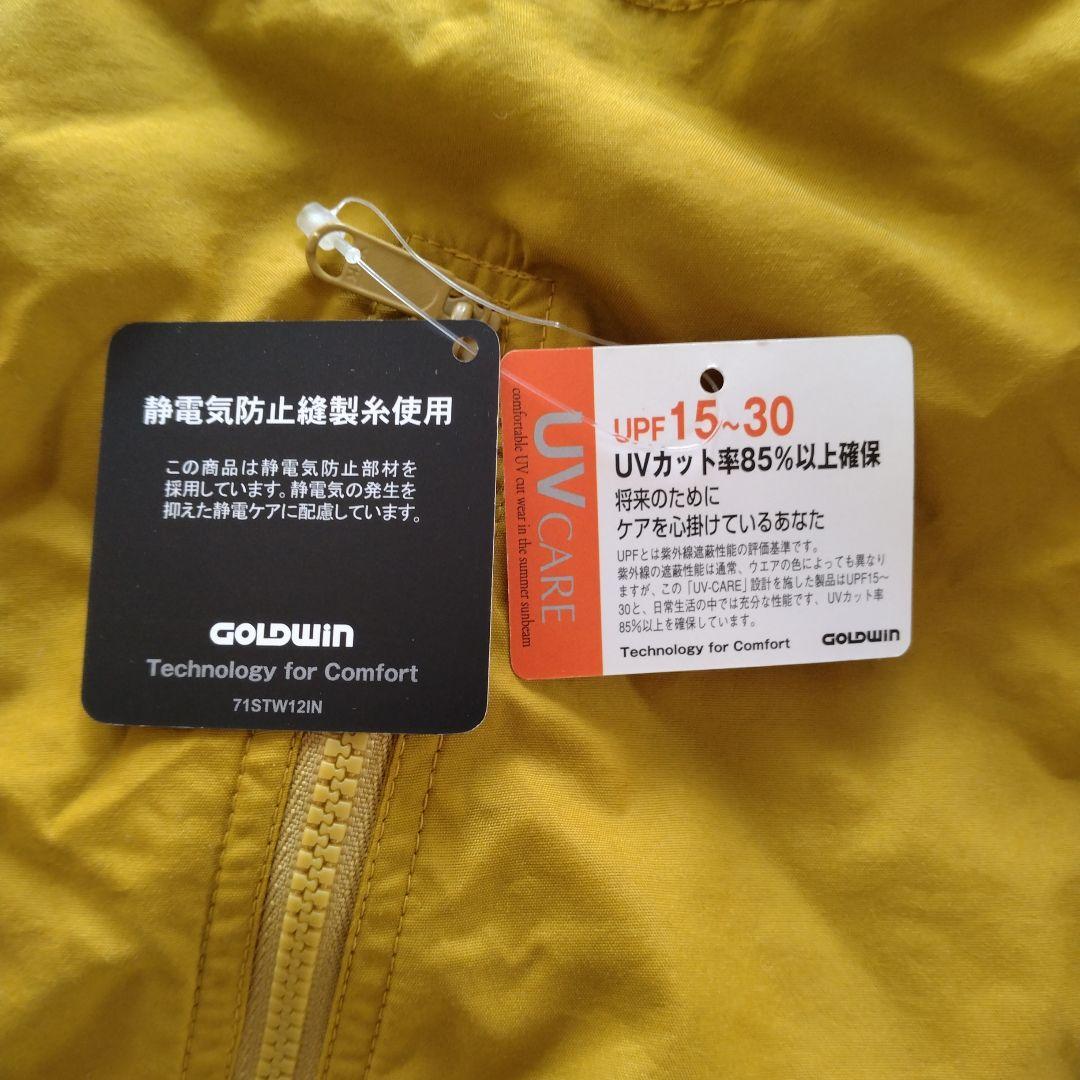 静電気防止縫製糸使用
この商品は静電気防止部材を
採用しています。静電気の発生を
抑えた静電ケアに配慮しています。
GOLDWIN
Technology for Comfort
71STW12IN
UV CARE
comfortable UV cut wear in the summer sunbeam
UPF 15~30
UVカット率85%以上確保
将来のために
ケアを心掛けているあなた
UPFとは紫外線遮蔽性能の評価基準です。
紫外線の遮蔽性能は通常、ウエアの色によっても異なり
ますが、この「UV-CARE」設計を施した製品はUPF15〜
30と、日常生活の中では充分な性能です、UVカット率
85%以上を確保しています。
Technology for Comfort
GOLDWIN